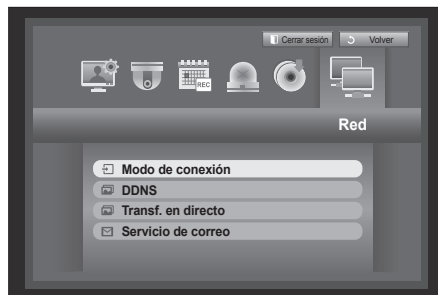 Cerrar sesión Volver
REC
Red
Modo de conexión
DDNS
Transf. en directo
Servicio de correo